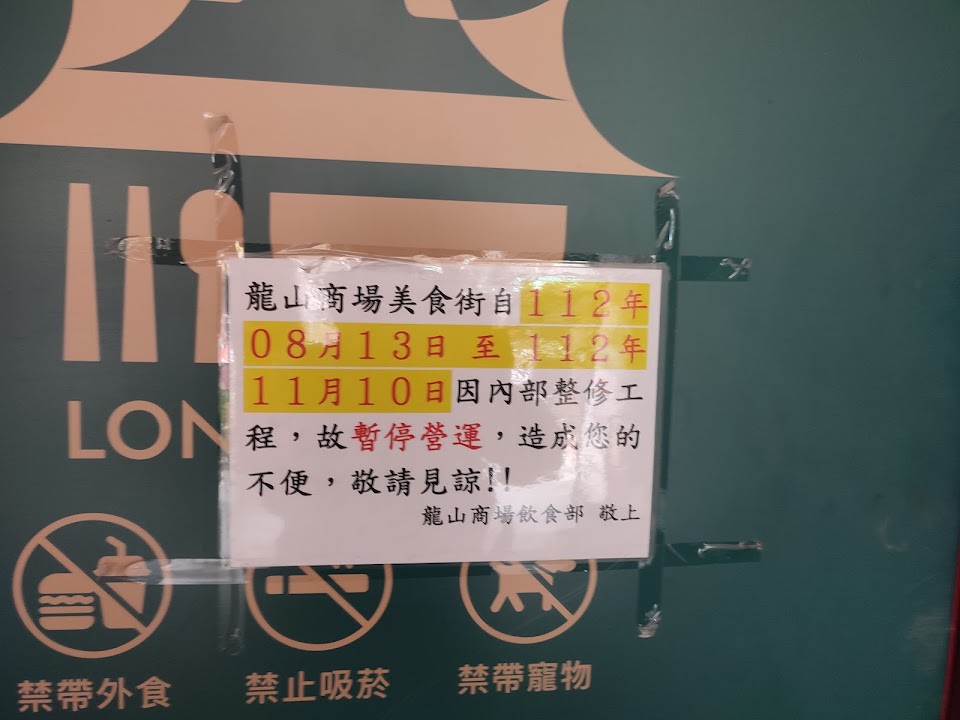 龍山商場美食街自112年
08月13日 至 112年
11月10日因內部整修工
程，故暫停營運，造成您的
不便，敬請見諒!!
龍山商場飲食部 敬上
LON
禁帶外食
禁止吸菸
禁帶寵物